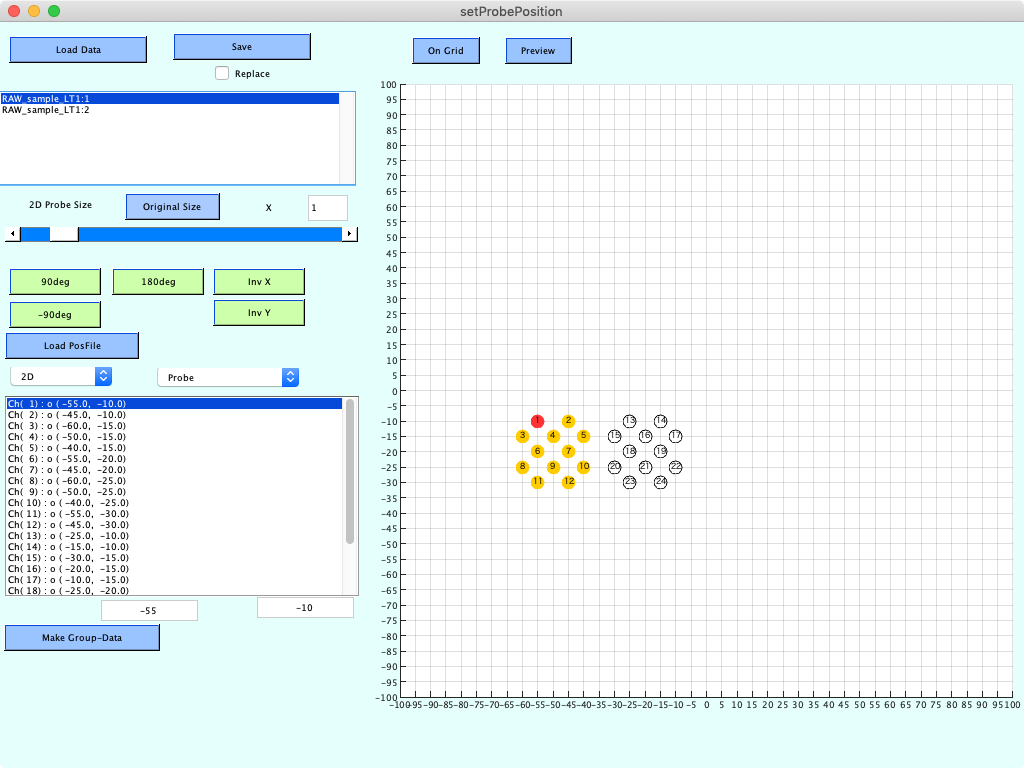 setProbePosition
Load Data
Save
On Grid
Preview
Replace
RAW_sample_LT1:1
RAW_sample_LT1:2
2D Probe Size
Original Size
X
1
90deg
180deg
Inv X
-90deg
Inv Y
Load PosFile
2D
Probe
Ch( 1) : o ( -55.0, -10.0)
Ch( 2) : o ( -45.0, -10.0)
Ch( 3) : o ( -60.0, -15.0)
Ch( 4) : o ( -50.0, -15.0)
Ch( 5) : o ( -40.0, -15.0)
Ch( 6) : o ( -55.0, -20.0)
Ch( 7) : o ( -45.0, -20.0)
Ch( 8) : o ( -60.0, -25.0)
Ch( 9) : o ( -50.0, -25.0)
Ch( 10) : o ( -40.0, -25.0)
Ch( 11) : o ( -55.0, -30.0)
Ch( 12) : o ( -45.0, -30.0)
Ch( 13) : o ( -25.0, -10.0)
Ch( 14) : o ( -15.0, -10.0)
Ch( 15) : o ( -30.0, -15.0)
Ch( 16) : o ( -20.0, -15.0)
Ch( 17) : o ( -10.0, -15.0)
Ch( 18) : o ( -25.0, -20.0)
-55
-10
Make Group-Data
100
95
90
85
80
75
70
65
60
55
50
45
40
35
30
25
20
15
10
5
0
-5
-10
-15
-20
-25
-30
-35
-40
-45
-50
-55
-60
-65
-70
-75
-80
-85
-90
-95
-100
1 2 13 14
3 4 5 15 16 17
6 7 18 19
8 9 10 20 21 22
11 12 23 24
-100-95-90-85-80-75-70-65-60-55-50-45-40-35-30-25-20-15-10 -5 0 5 10 15 20 25 30 35 40 45 50 55 60 65 70 75 80 85 90 95100